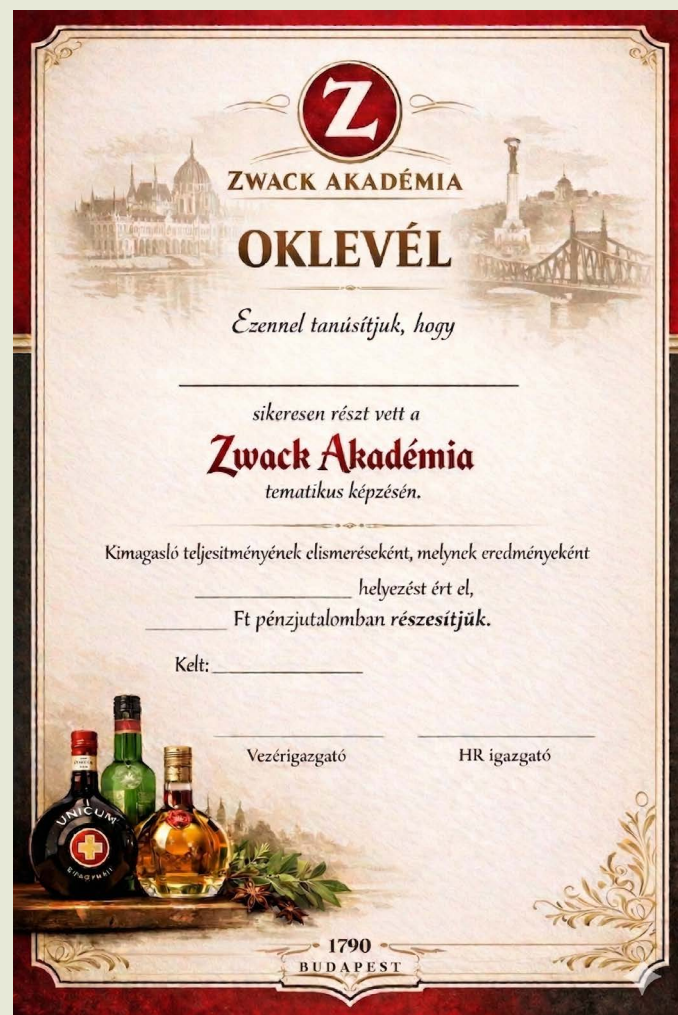 Z
ZWACK AKADÉMIA
OKLEVÉL
Ezennel tanúsítjuk, hogy
sikeresen részt vett a
Zwack Akadémia
tematikus képzésén.
Kimagasló teljesitményének elismeréseként, melynek eredményeként
helyezést ért el,
Ft pénzjutalomban részesítjük.
Kelt:
Vezérigazgató
HR igazgató
UNICUM
1790
BUDAPEST